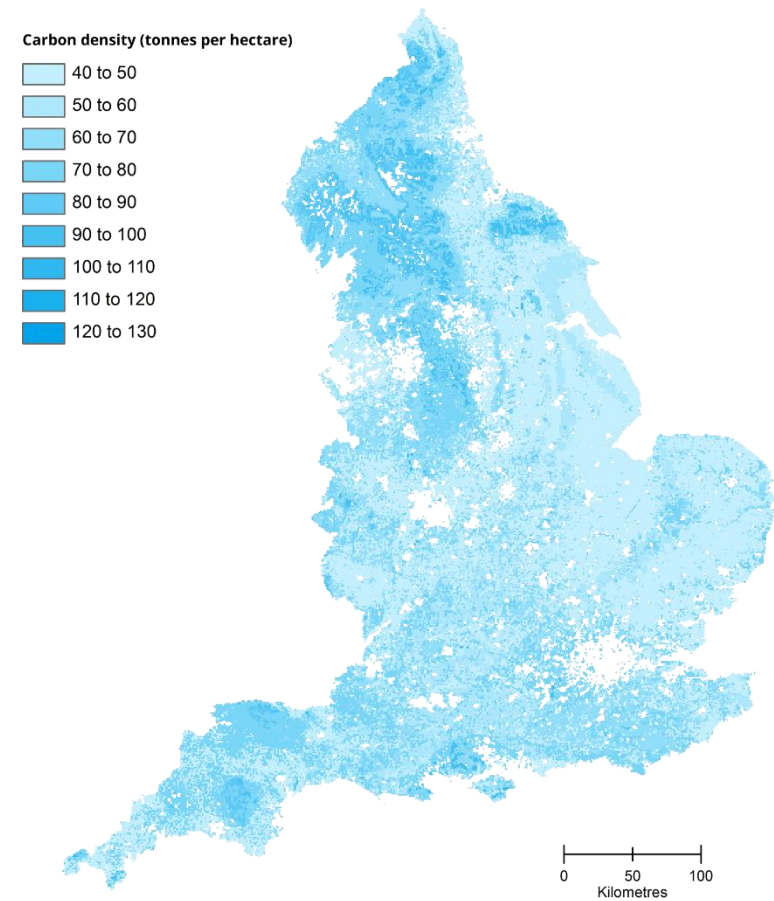 Carbon density (tonnes per hectare)
40 to 50
50 to 60
60 to 70
70 to 80
80 to 90
90 to 100
100 to 110
110 to 120
120 to 130
0 50 100
Kilometres